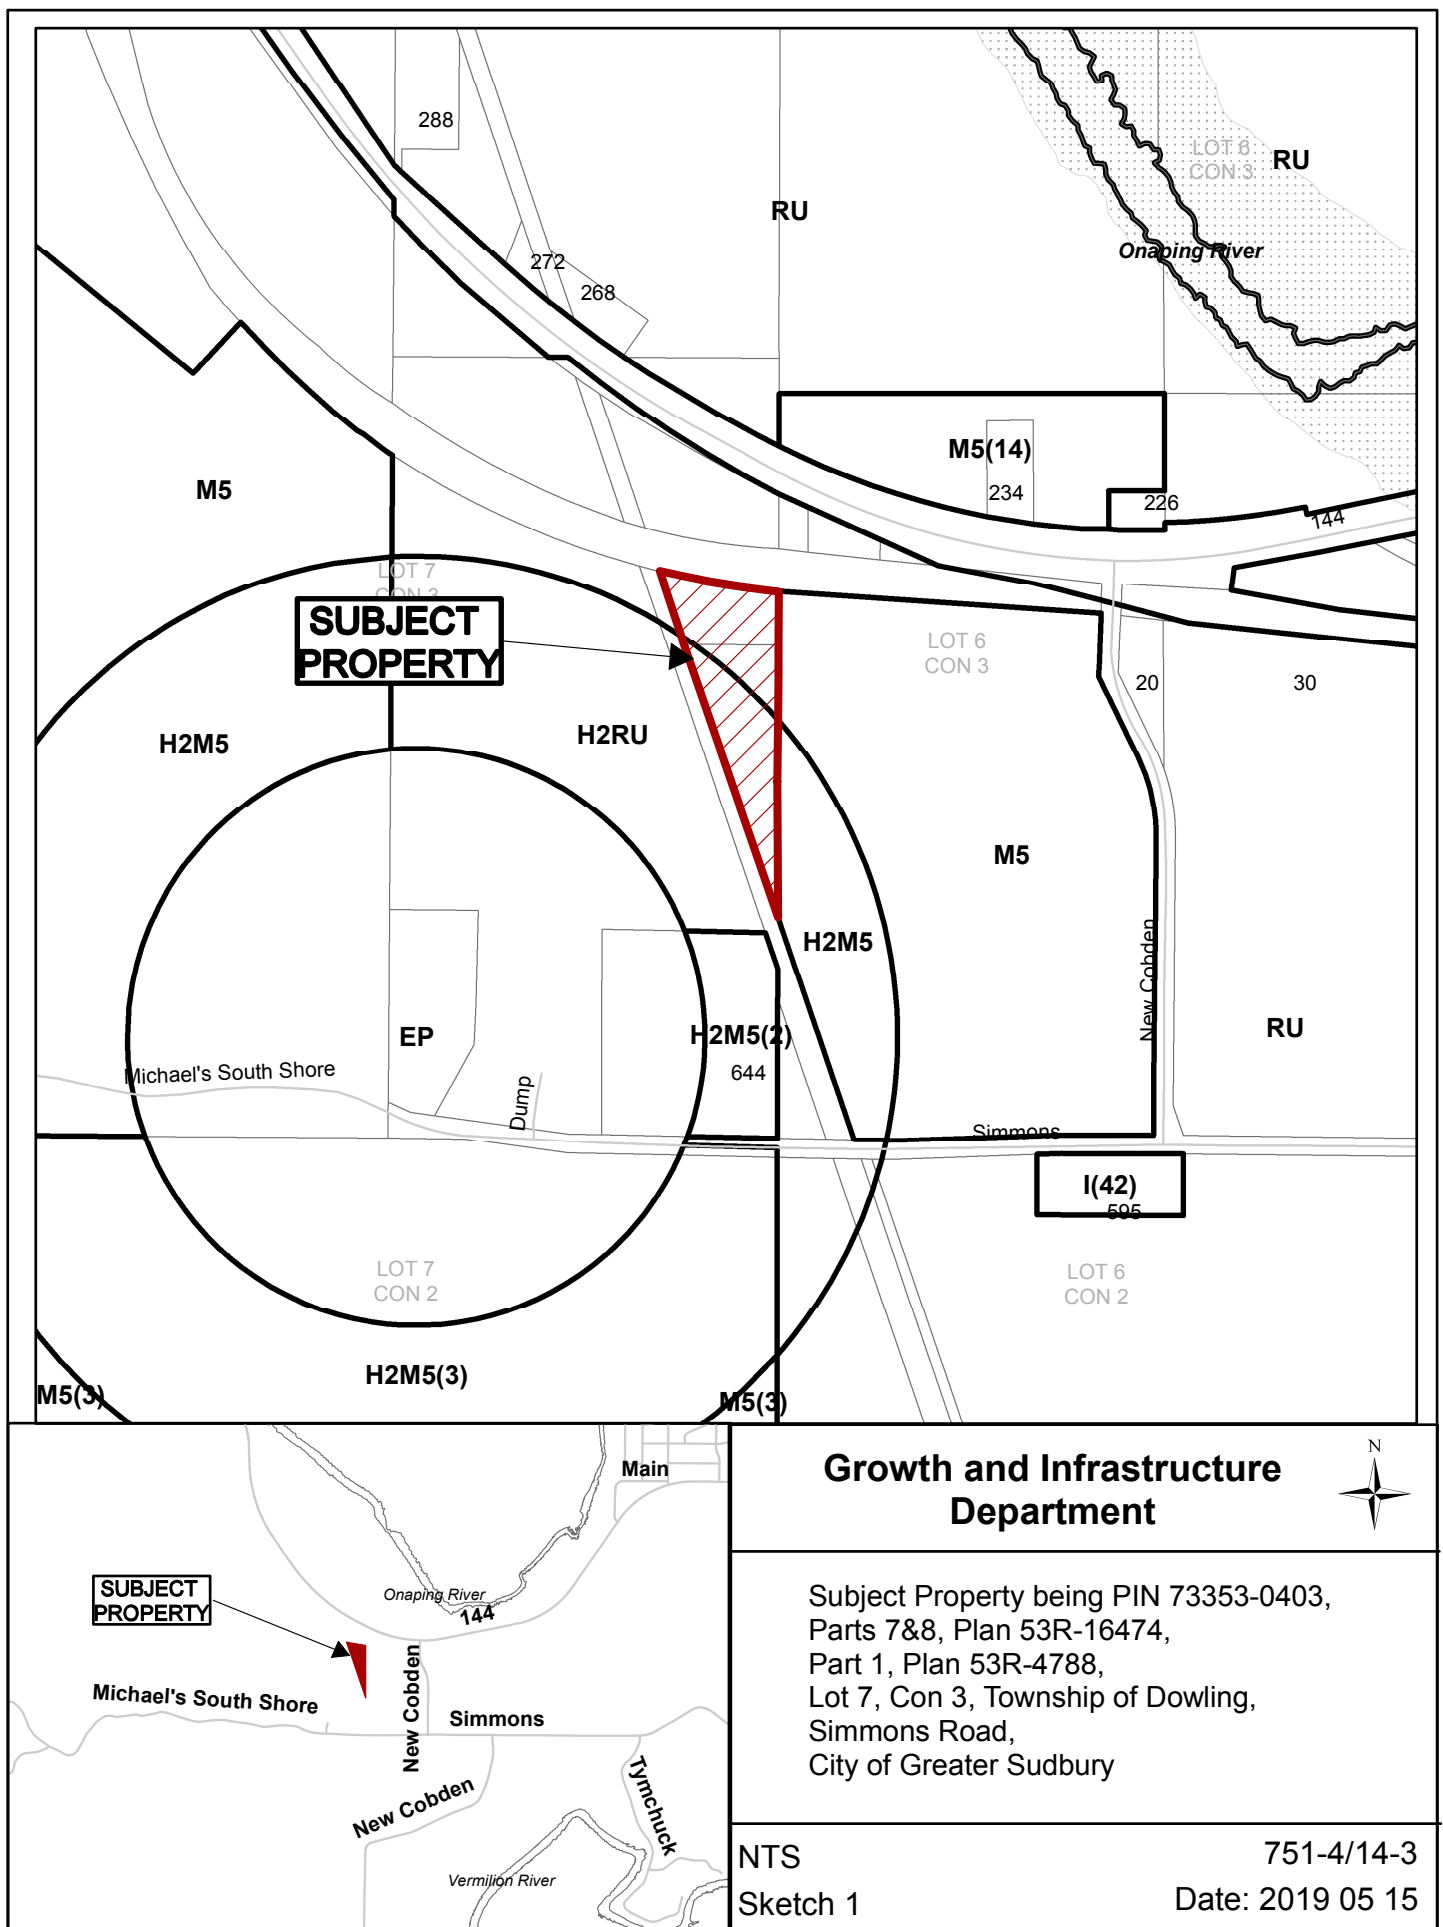 288
LOT 6
CON 3
RU
RU
Onaping River
272
268
M5(14)
M5
234
226
144
LOT 7
CON 3
SUBJECT
PROPERTY
LOT 6
CON 3
20
30
H2M5
H2RU
M5
H2M5
New Cobden
EP
H2M5(2)
RU
Michael's South Shore
644
Dump
Simmons
I(42)
595
LOT 7
CON 2
LOT 6
CON 2
H2M5(3)
M5(3)
M5(3)
Main
SUBJECT
PROPERTY
Onaping River
144
Michael's South Shore
New Cobden
Simmons
New Cobden
Tymchuck
Vermilion River
Growth and Infrastructure
Department
N
Subject Property being PIN 73353-0403,
Parts 7&8, Plan 53R-16474,
Part 1, Plan 53R-4788,
Lot 7, Con 3, Township of Dowling,
Simmons Road,
City of Greater Sudbury
NTS
751-4/14-3
Sketch 1
Date: 2019 05 15